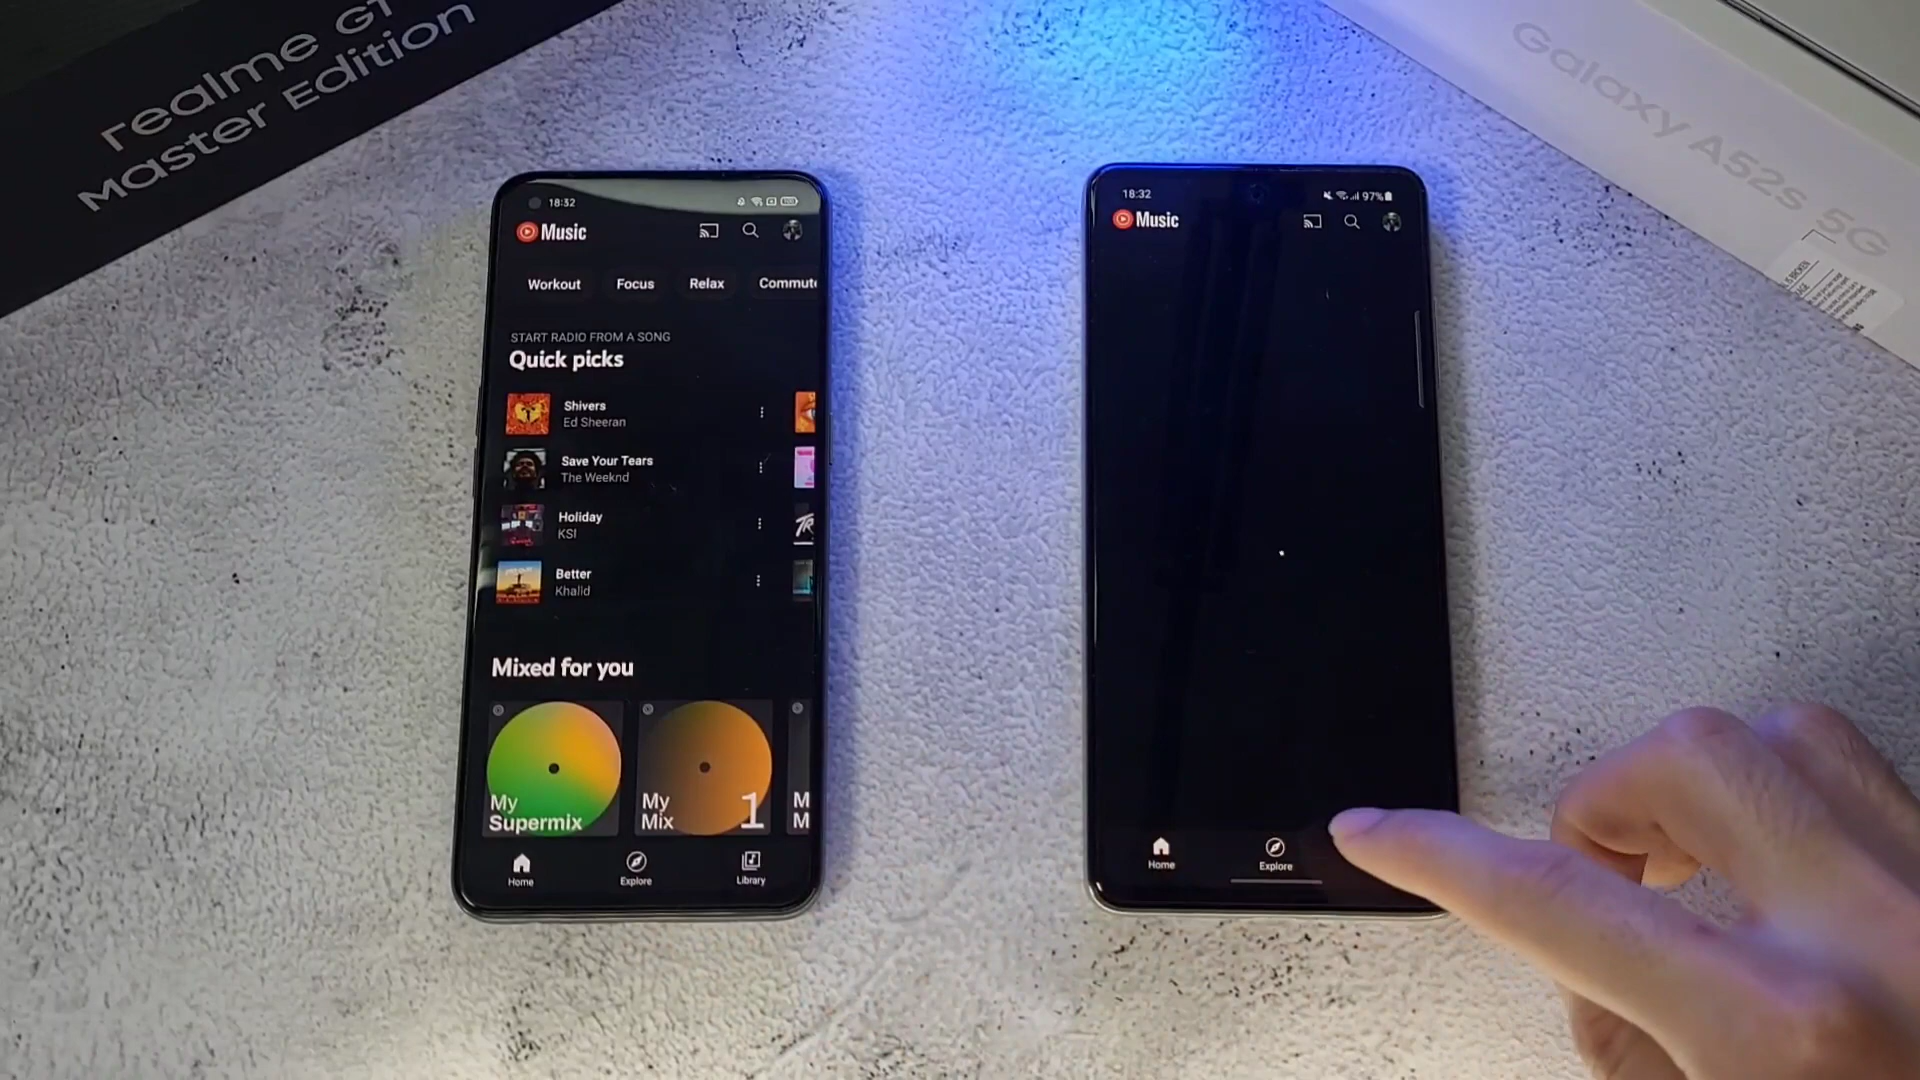 realme GT
Master Edition
Galaxy A52s 5G
18:32
Music
Workout Focus Relax Commute
START RADIO FROM A SONG
Quick picks
Shivers
Ed Sheeran
Save Your Tears
The Weeknd
Holiday
KSI
Better
Khalid
Mixed for you
My
Supermix
My
Mix 1
M
M
Home Explore Library
18:32 97%
Music
Home Explore